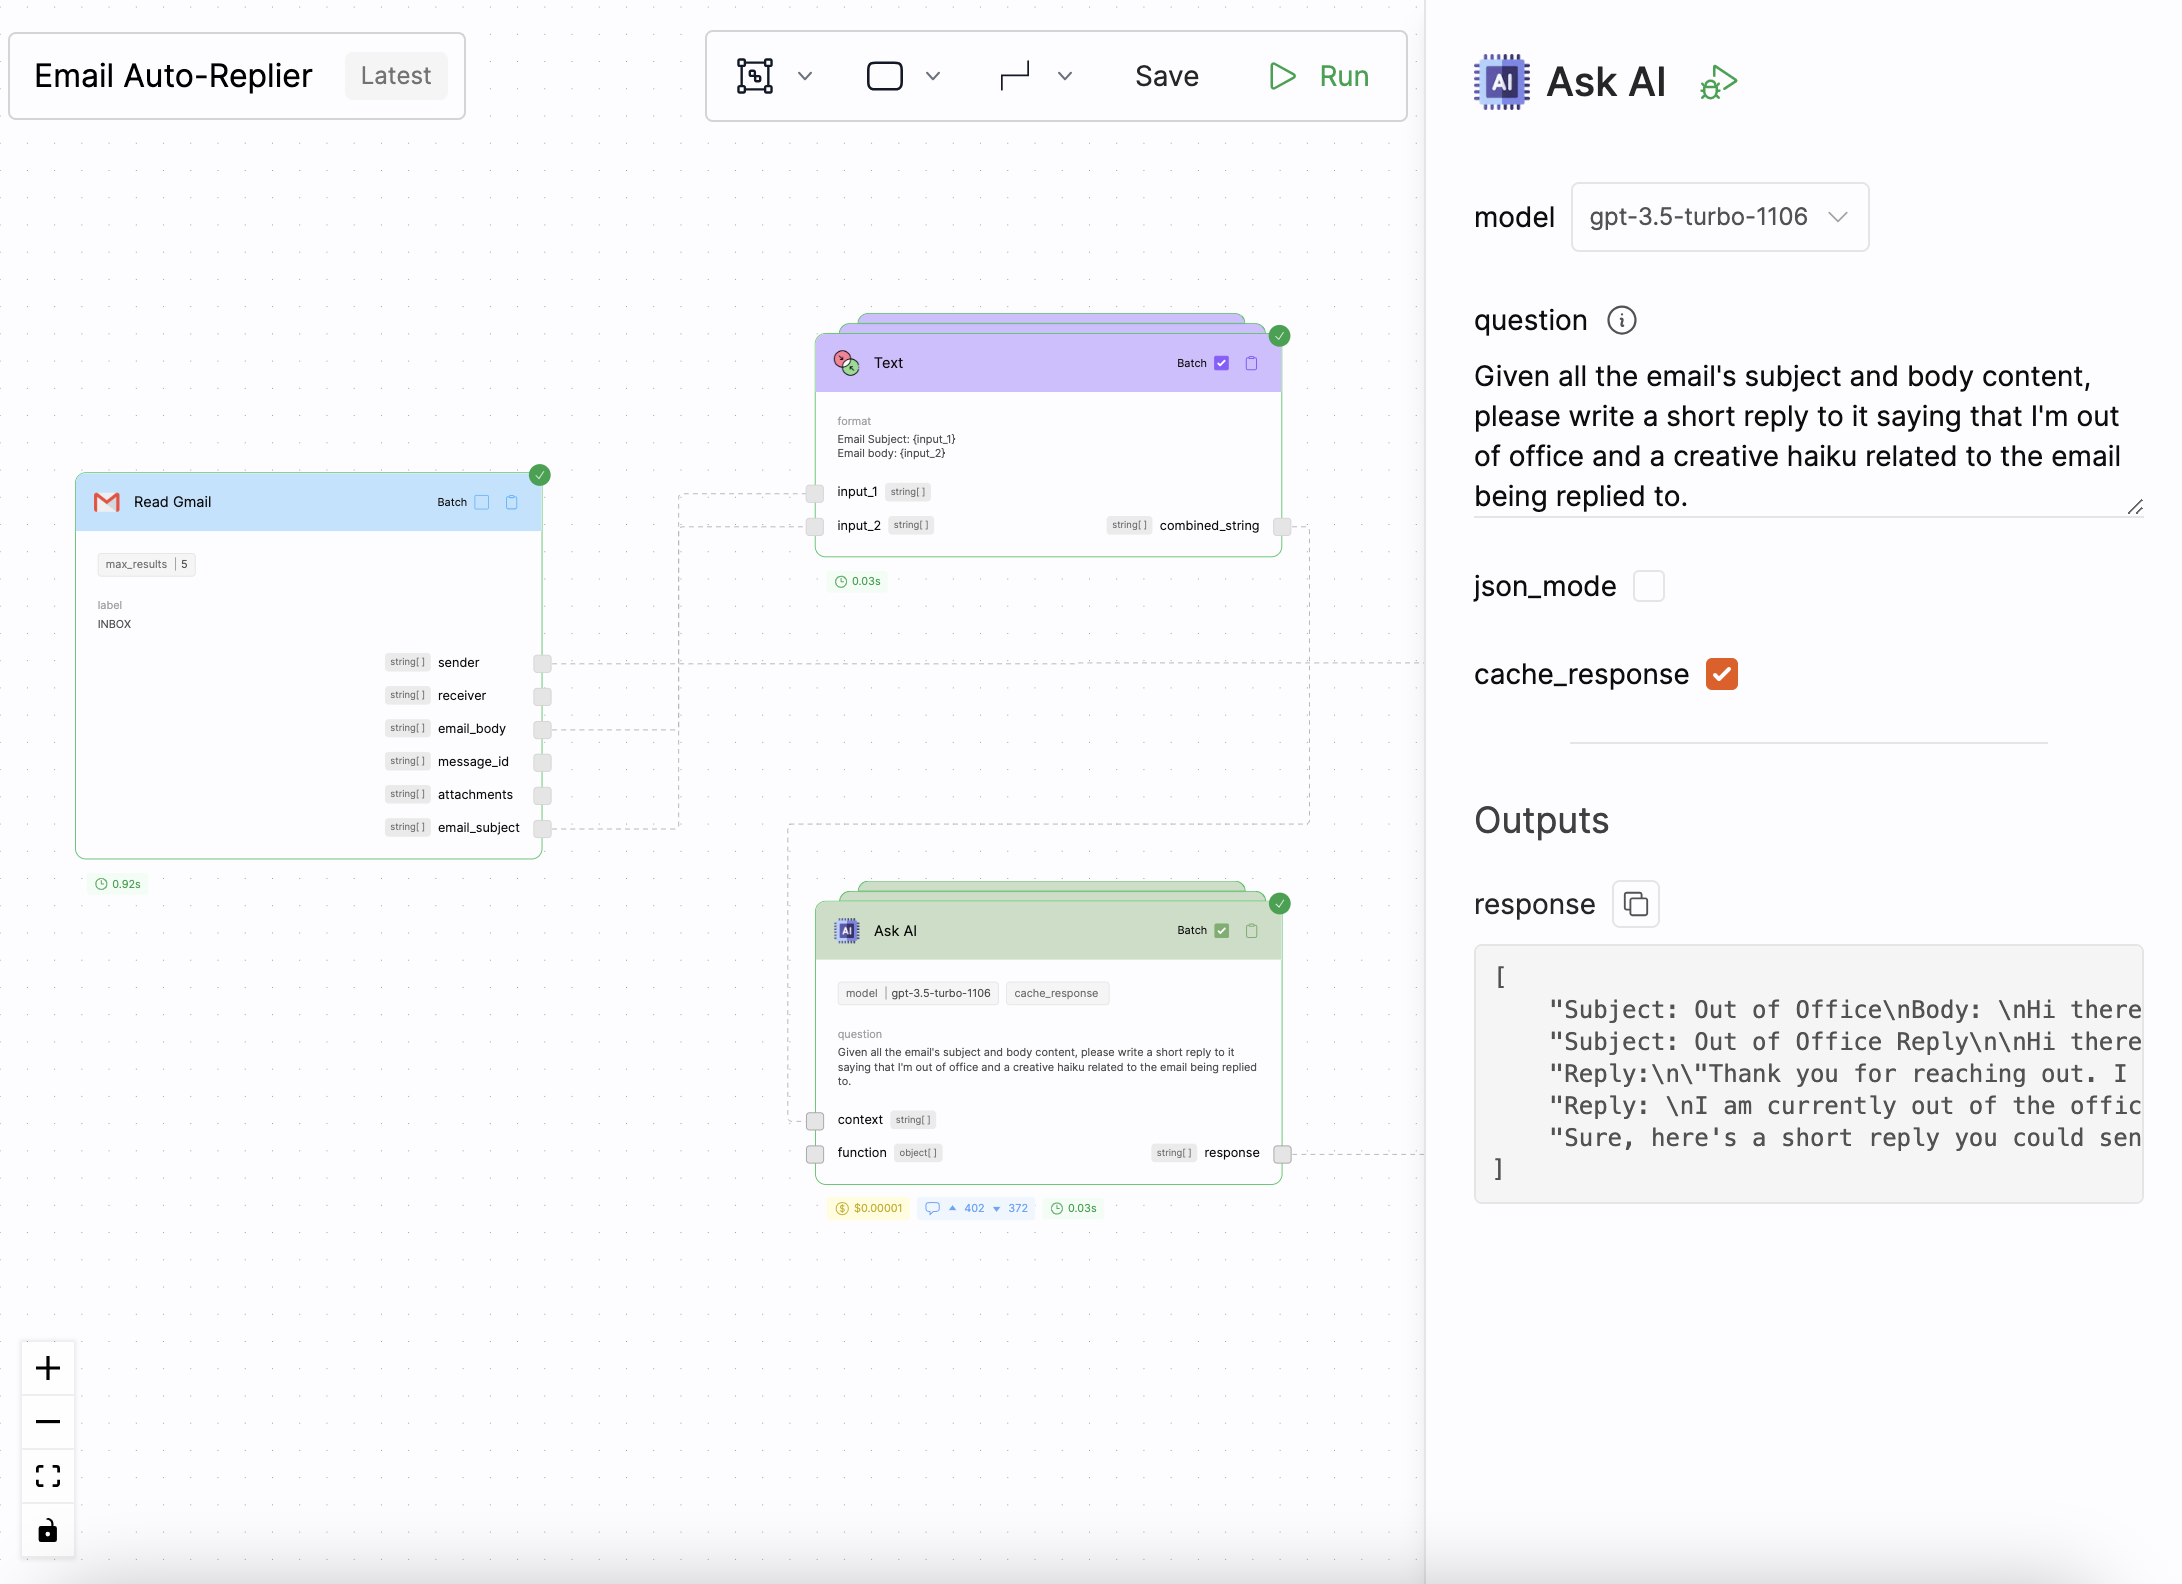 Email Auto-Replier Latest
Save Run
Read Gmail Batch
max_results 5
label
INBOX
string[] sender
string[] receiver
string[] email_body
string[] message_id
string[] attachments
string[] email_subject
0.92s
Text Batch
format
Email Subject: {input_1}
Email body: {input_2}
input_1 string[]
input_2 string[] string[] combined_string
0.03s
AI Ask AI Batch
model gpt-3.5-turbo-1106 cache_response
question
Given all the email's subject and body content, please write a short reply to it
saying that I'm out of office and a creative haiku related to the email being replied
to.
context string[]
function object[] string[] response
$0.00001 402 372 0.03s
AI Ask AI
model gpt-3.5-turbo-1106
question
Given all the email's subject and body content,
please write a short reply to it saying that I'm out
of office and a creative haiku related to the email
being replied to.
json_mode
cache_response
Outputs
response
[
"Subject: Out of Office\nBody: \nHi there
"Subject: Out of Office Reply\n\nHi there
"Reply:\n\"Thank you for reaching out. I
"Reply: \nI am currently out of the offic
"Sure, here's a short reply you could sen
]